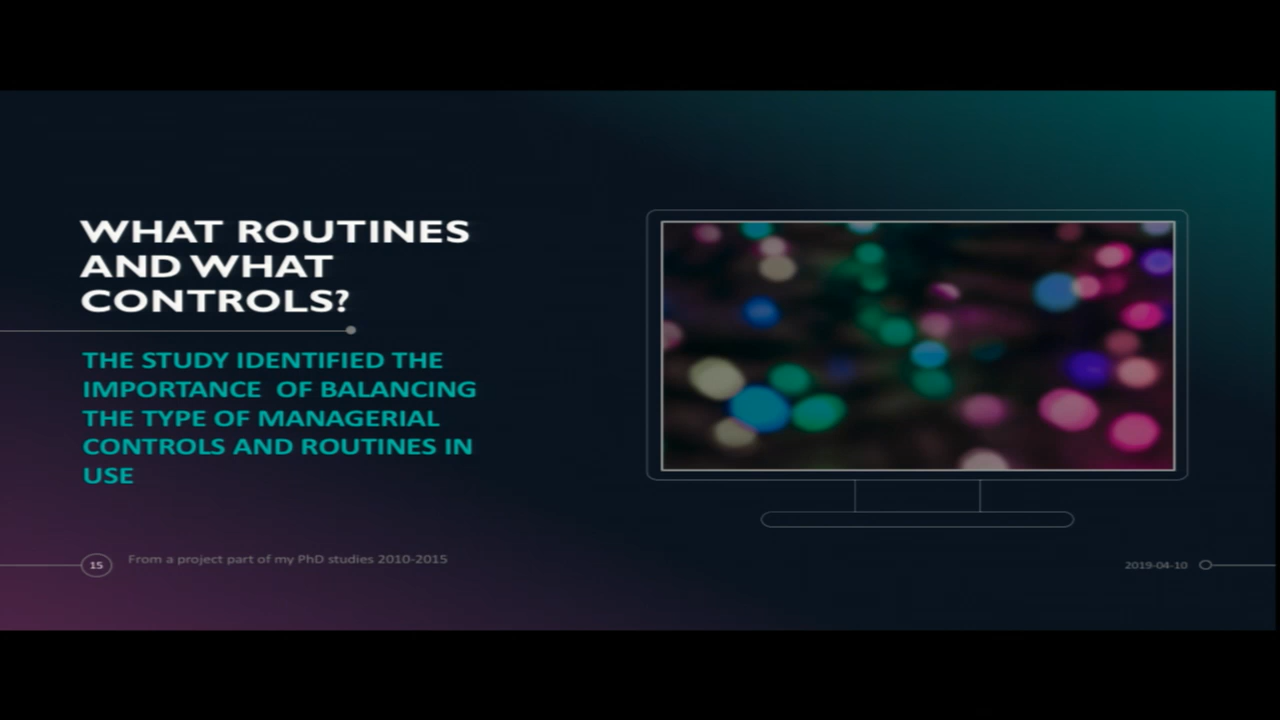 WHAT ROUTINES
AND WHAT
CONTROLS?
THE STUDY IDENTIFIED THE
IMPORTANCE OF BALANCING
THE TYPE OF MANAGERIAL
CONTROLS AND ROUTINES IN
USE
15
From a project part of my PhD studies 2010-2015
2019-04-10